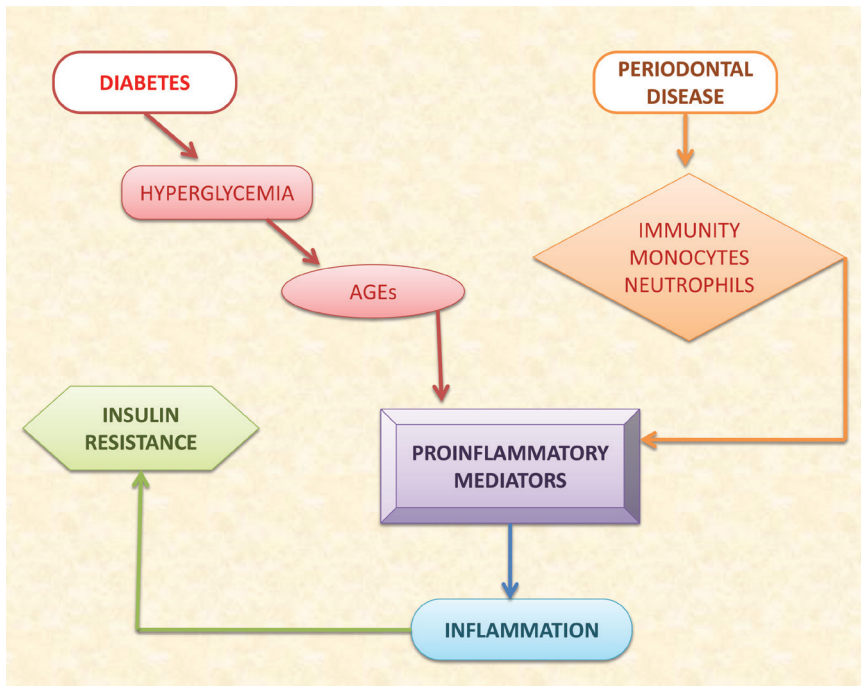 DIABETES
PERIODONTAL
DISEASE
HYPERGLYCEMIA
IMMUNITY
MONOCYTES
NEUTROPHILS
AGEs
INSULIN
RESISTANCE
PROINFLAMMATORY
MEDIATORS
INFLAMMATION